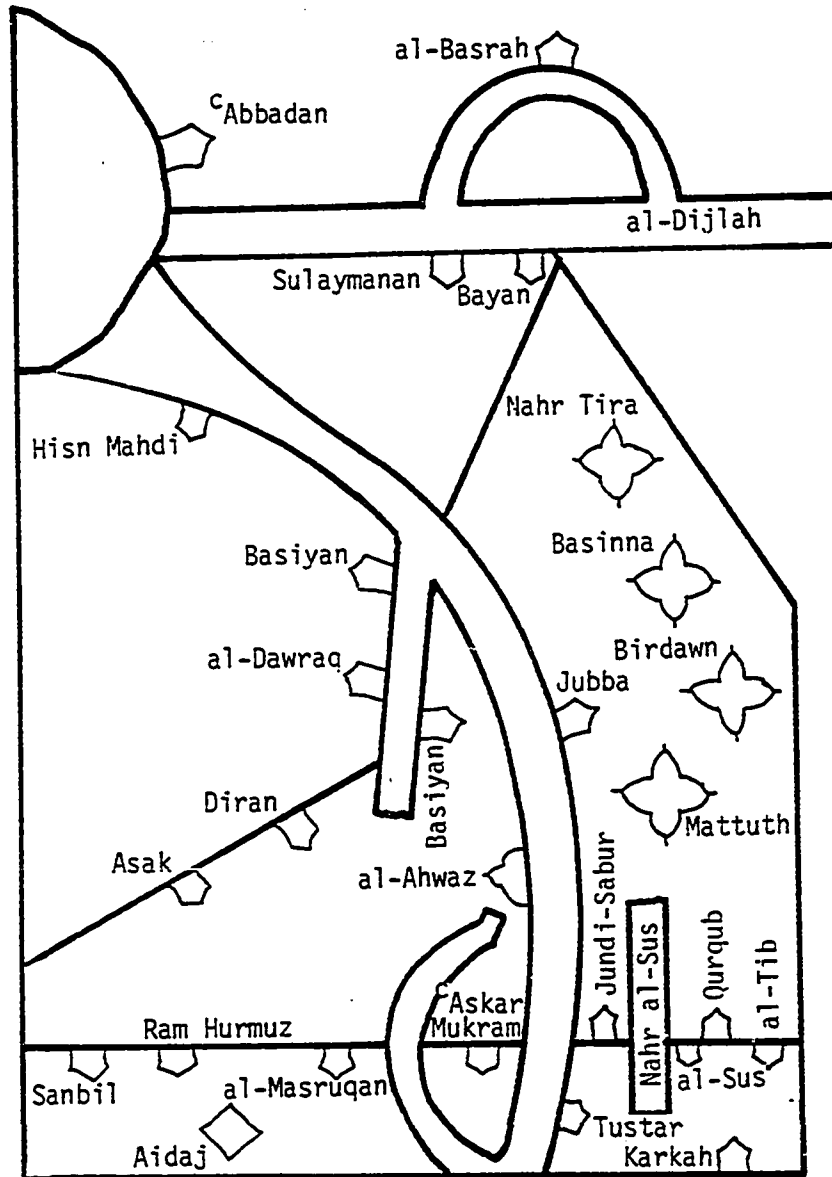 al-Basrah
ᶜAbbadan
al-Dijlah
Sulaymanan
Bayan
Nahr Tira
Hisn Mahdi
Basiyan
Basinna
al-Dawraq
Birdawn
Jubba
Basiyan
Diran
Mattuth
Asak
al-Ahwaz
Jundi-Sabur
Nahr al-Sus
Qurqub
al-Tib
ᶜAskar
Mukram
Ram Hurmuz
Sanbil
al-Masruqan
al-Sus
Aidaj
Tustar
Karkah